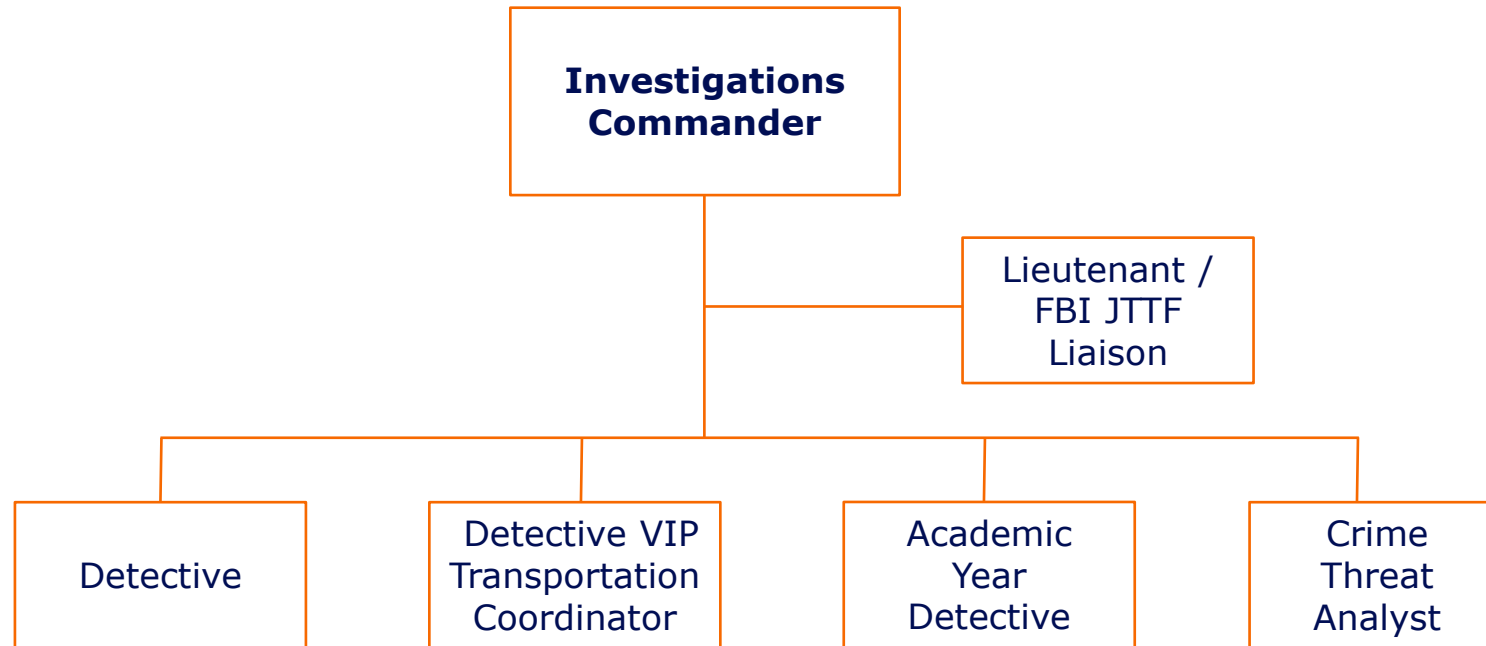 Investigations
Commander
Lieutenant /
FBI JTTF
Liaison
Detective
Detective VIP
Transportation
Coordinator
Academic
Year
Detective
Crime
Threat
Analyst